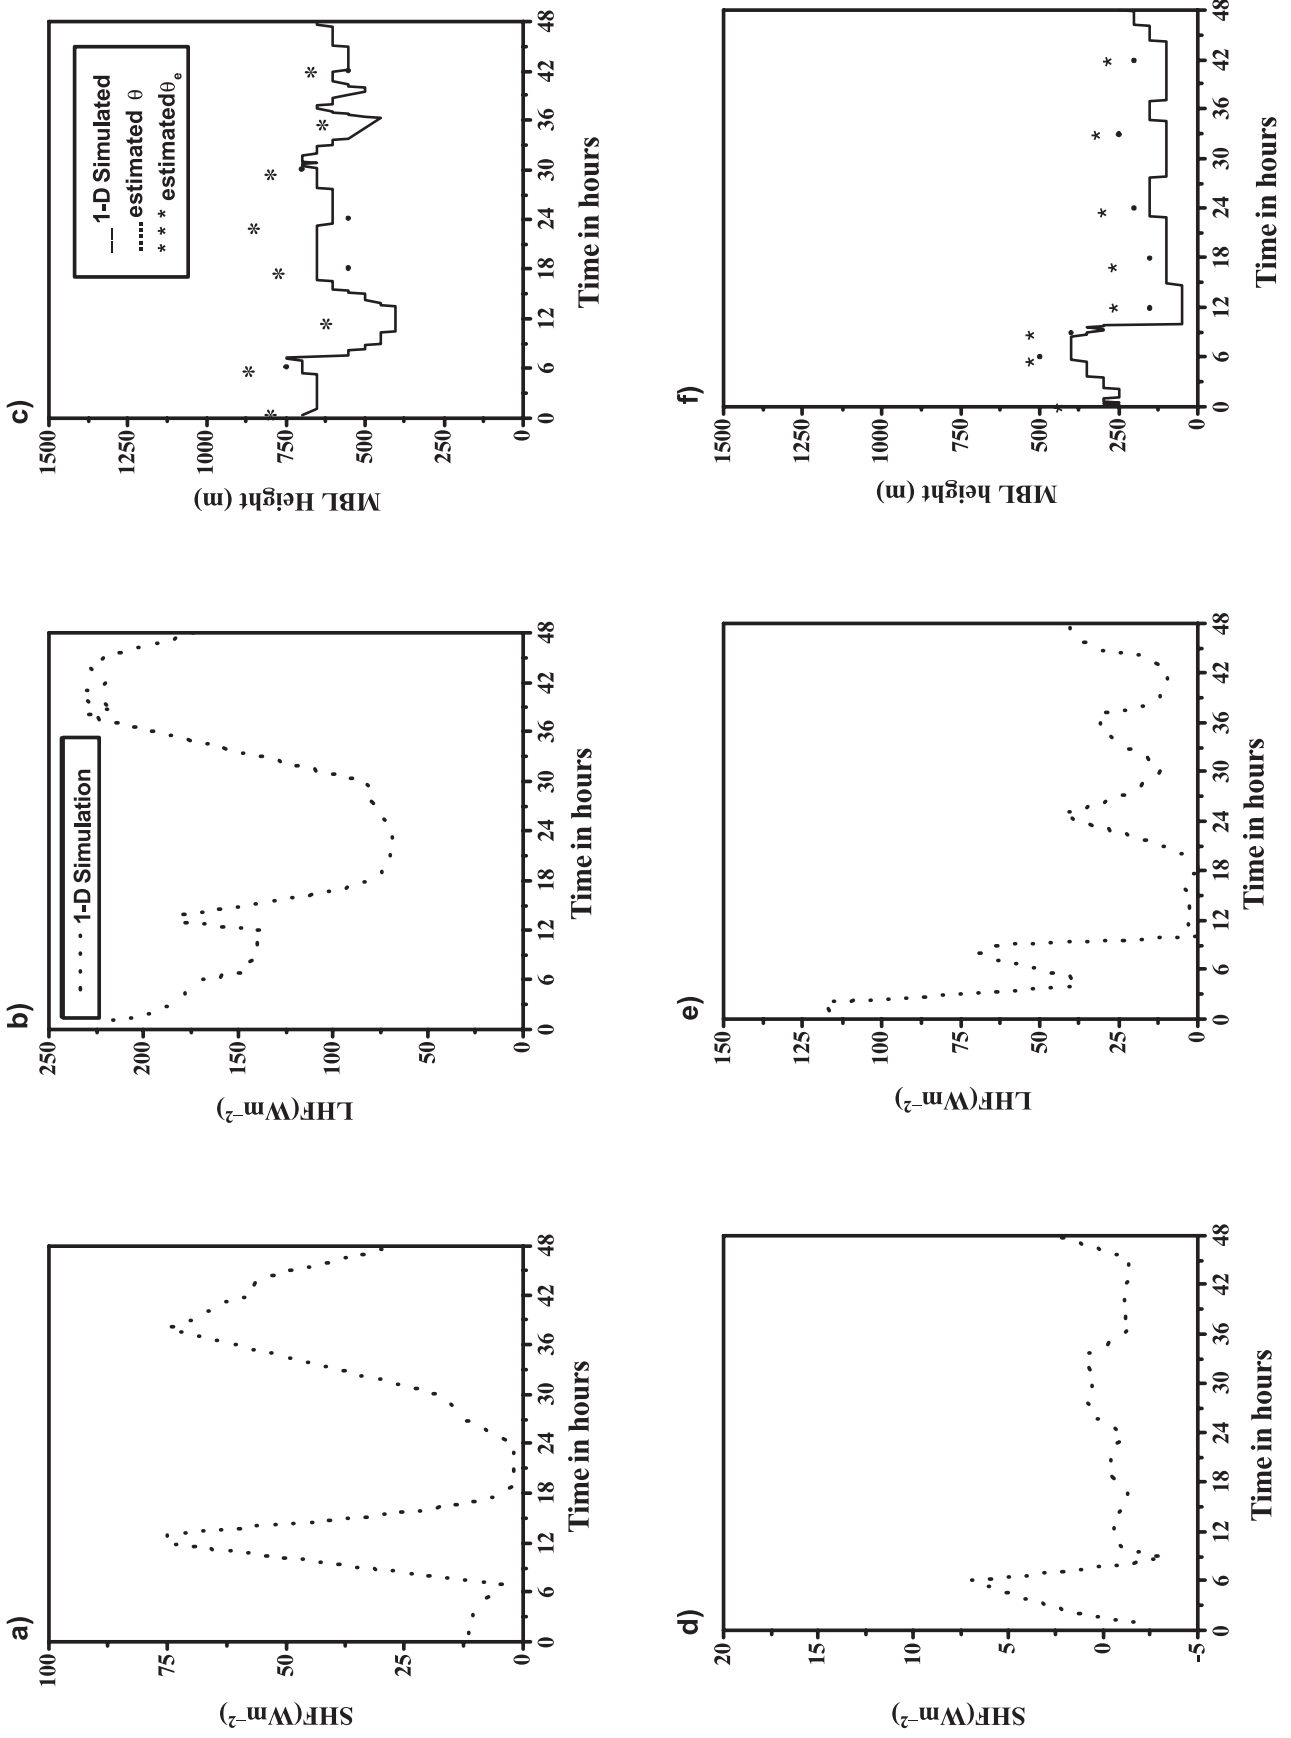 a)
SHF(Wm⁻²)
100
75
50
25
0
0 6 12 18 24 30 36 42 48
Time in hours
b)
LHF(Wm⁻²)
250
200
150
100
50
0
1-D Simulation
0 6 12 18 24 30 36 42 48
Time in hours
c)
MBL Height (m)
1500
1250
1000
750
500
250
0
1-D Simulated
estimated θ
* * * estimatedθe
0 6 12 18 24 30 36 42 48
Time in hours
d)
SHF(Wm⁻²)
20
15
10
5
0
-5
0 6 12 18 24 30 36 42 48
Time in hours
e)
LHF(Wm⁻²)
150
125
100
75
50
25
0
0 6 12 18 24 30 36 42 48
Time in hours
f)
MBL height (m)
1500
1250
1000
750
500
250
0
0 6 12 18 24 30 36 42 48
Time in hours